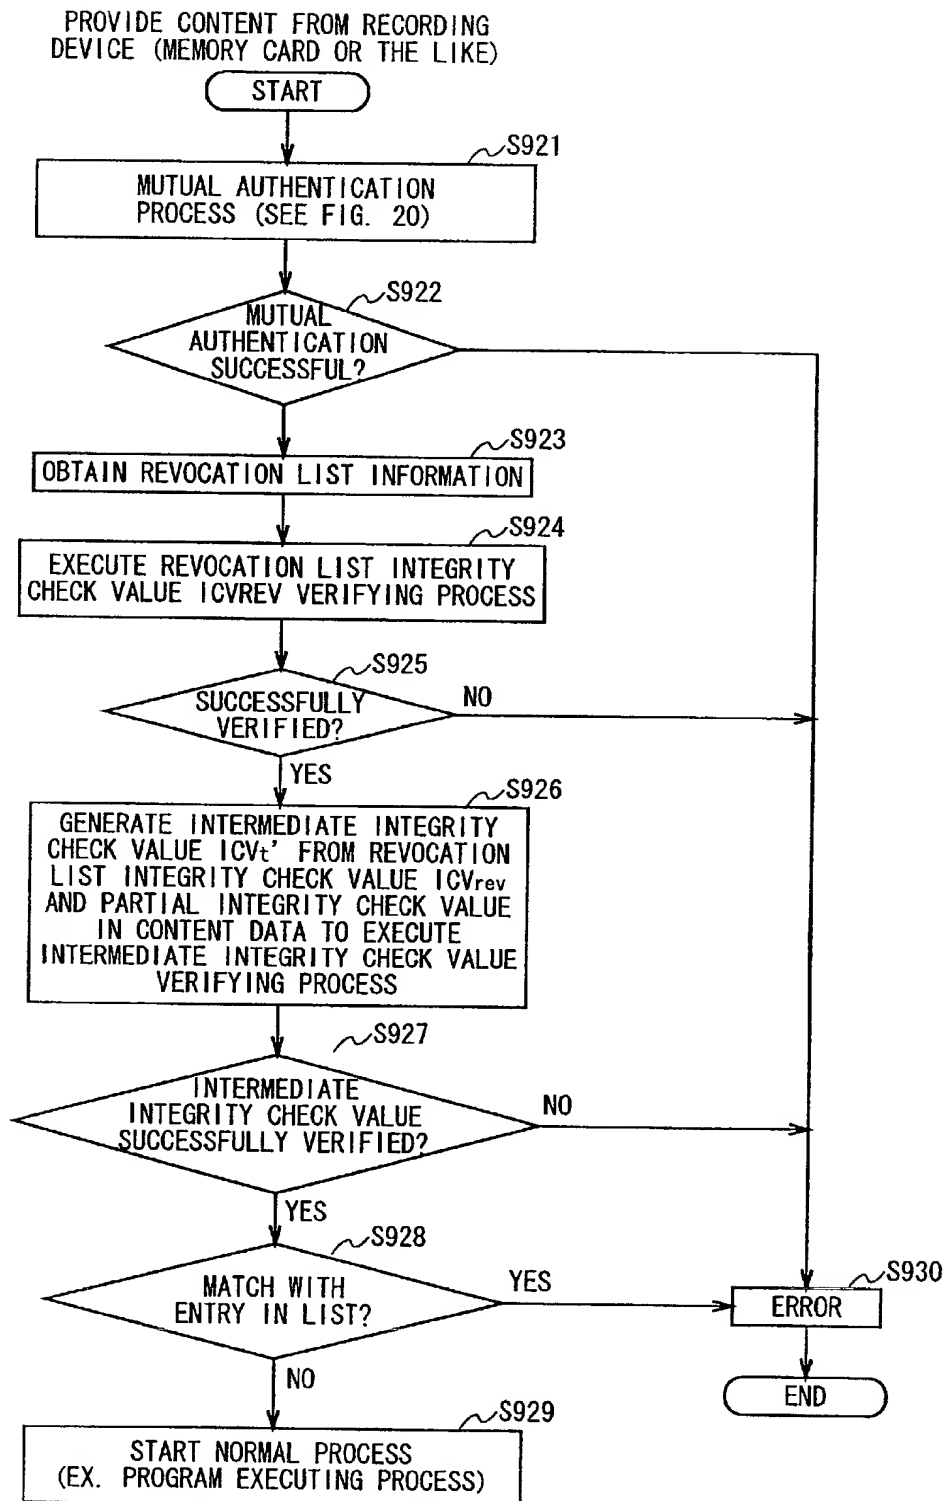 PROVIDE CONTENT FROM RECORDING
DEVICE (MEMORY CARD OR THE LIKE)
START
S921
MUTUAL AUTHENTICATION
PROCESS (SEE FIG. 20)
S922
MUTUAL
AUTHENTICATION
SUCCESSFUL?
S923
OBTAIN REVOCATION LIST INFORMATION
S924
EXECUTE REVOCATION LIST INTEGRITY
CHECK VALUE ICVREV VERIFYING PROCESS
S925
SUCCESSFULLY
VERIFIED?
NO
YES
S926
GENERATE INTERMEDIATE INTEGRITY
CHECK VALUE ICVt' FROM REVOCATION
LIST INTEGRITY CHECK VALUE ICVrev
AND PARTIAL INTEGRITY CHECK VALUE
IN CONTENT DATA TO EXECUTE
INTERMEDIATE INTEGRITY CHECK VALUE
VERIFYING PROCESS
S927
INTERMEDIATE
INTEGRITY CHECK VALUE
SUCCESSFULLY VERIFIED?
NO
YES
S928
MATCH WITH
ENTRY IN LIST?
YES
S930
ERROR
END
NO
S929
START NORMAL PROCESS
(EX. PROGRAM EXECUTING PROCESS)